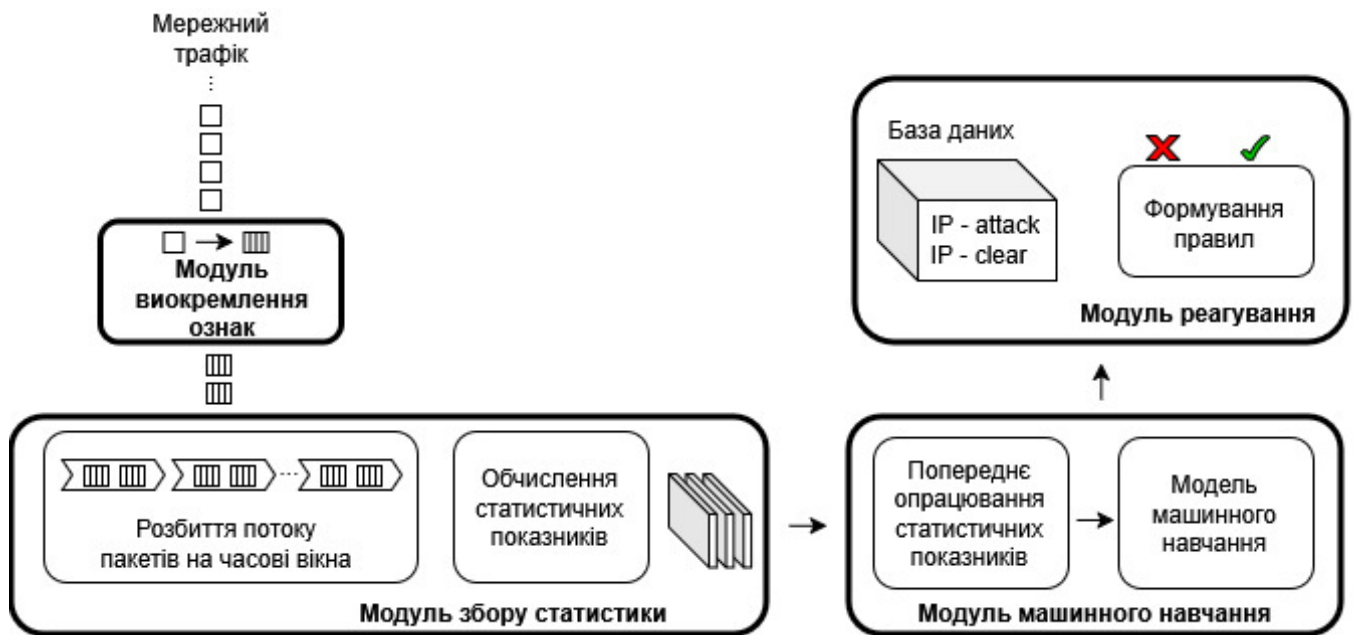 Мережний
трафік
...
Модуль
виокремлення
ознак
Розбиття потоку
пакетів на часові вікна
...
Обчислення
статистичних
показників
Модуль збору статистики
Попереднє
опрацювання
статистичних
показників
Модель
машинного
навчання
Модуль машинного навчання
База даних
IP - attack
IP - clear
Формування
правил
Модуль реагування